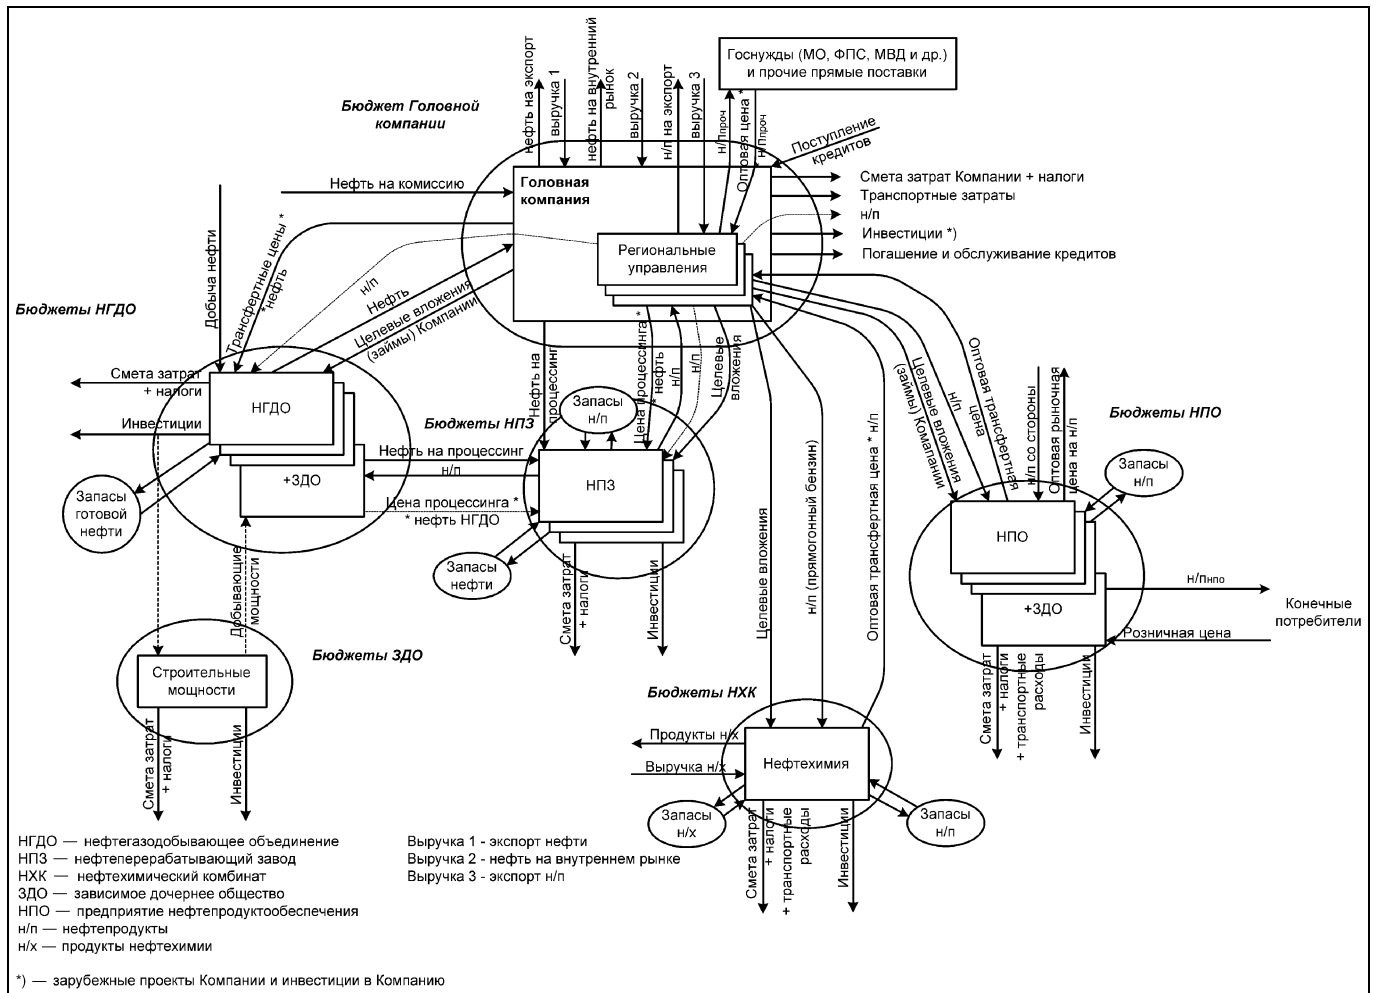 Госнужды (МО, ФПС, МВД и др.)
и прочие прямые поставки
нефть на экспорт
выручка 1
нефть на внутренний
рынок
выручка 2
н/п на экспорт
выручка 3
н/пПроч
Оптовая цена *
* н/пПроч
Бюджет Головной
компании
Поступление
кредитов
Головная
компания
Региональные
управления
Смета затрат Компании + налоги
Транспортные затраты
н/п
Инвестиции *)
Погашение и обслуживание кредитов
Нефть на комиссию
Добыча нефти
Трансфертные цены *
*нефть
н/п
Нефть
Целевые вложения
(займы) Компании
Бюджеты НГДО
Смета затрат
+ налоги
Инвестиции
НГДО
+ЗДО
Запасы
готовой
нефти
Нефть на процессинг
н/п
Цена процессинга *
* нефть НГДО
Бюджеты НПЗ
Нефть на
процессинг
Цена процессинга *
* нефть
н/п
н/п
Целевые
вложения
Запасы
н/п
НПЗ
Запасы
нефти
Смета затрат
+ налоги
Инвестиции
Целевые вложения
н/п (прямогонный бензин)
Оптовая трансфертная цена * н/п
Целевые вложения
(займы) Комапании
н/п
Оптовая трансфертная
цена
н/п со стороны
Оптовая рыночная
цена на н/п
Бюджеты НПО
Запасы
н/п
НПО
+ЗДО
н/пНПО
Конечные
потребители
Розничная цена
Смета затрат
+ налоги
+ транспортные
расходы
Инвестиции
Добывающие
мощности
Бюджеты ЗДО
Строительные
мощности
Смета затрат
+ налоги
Инвестиции
Бюджеты НХК
Продукты н/х
Выручка н/х
Нефтехимия
Запасы
н/х
Запасы
н/п
Смета затрат
+ налоги
+ транспортные
расходы
Инвестиции
НГДО — нефтегазодобывающее объединение
НПЗ — нефтеперерабатывающий завод
НХК — нефтехимический комбинат
ЗДО — зависимое дочернее общество
НПО — предприятие нефтепродуктообеспечения
н/п — нефтепродукты
н/х — продукты нефтехимии
Выручка 1 - экспорт нефти
Выручка 2 - нефть на внутреннем рынке
Выручка 3 - экспорт н/п
*) — зарубежные проекты Компании и инвестиции в Компанию